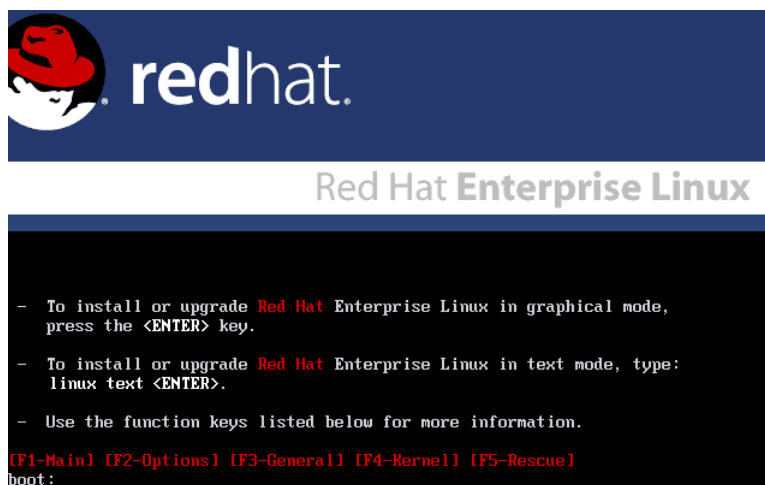 redhat.
Red Hat Enterprise Linux
- To install or upgrade Red Hat Enterprise Linux in graphical mode,
press the <ENTER> key.
- To install or upgrade Red Hat Enterprise Linux in text mode, type:
linux text <ENTER>.
- Use the function keys listed below for more information.
[F1-Main] [F2-Options] [F3-General] [F4-Kernel] [F5-Rescue]
boot: